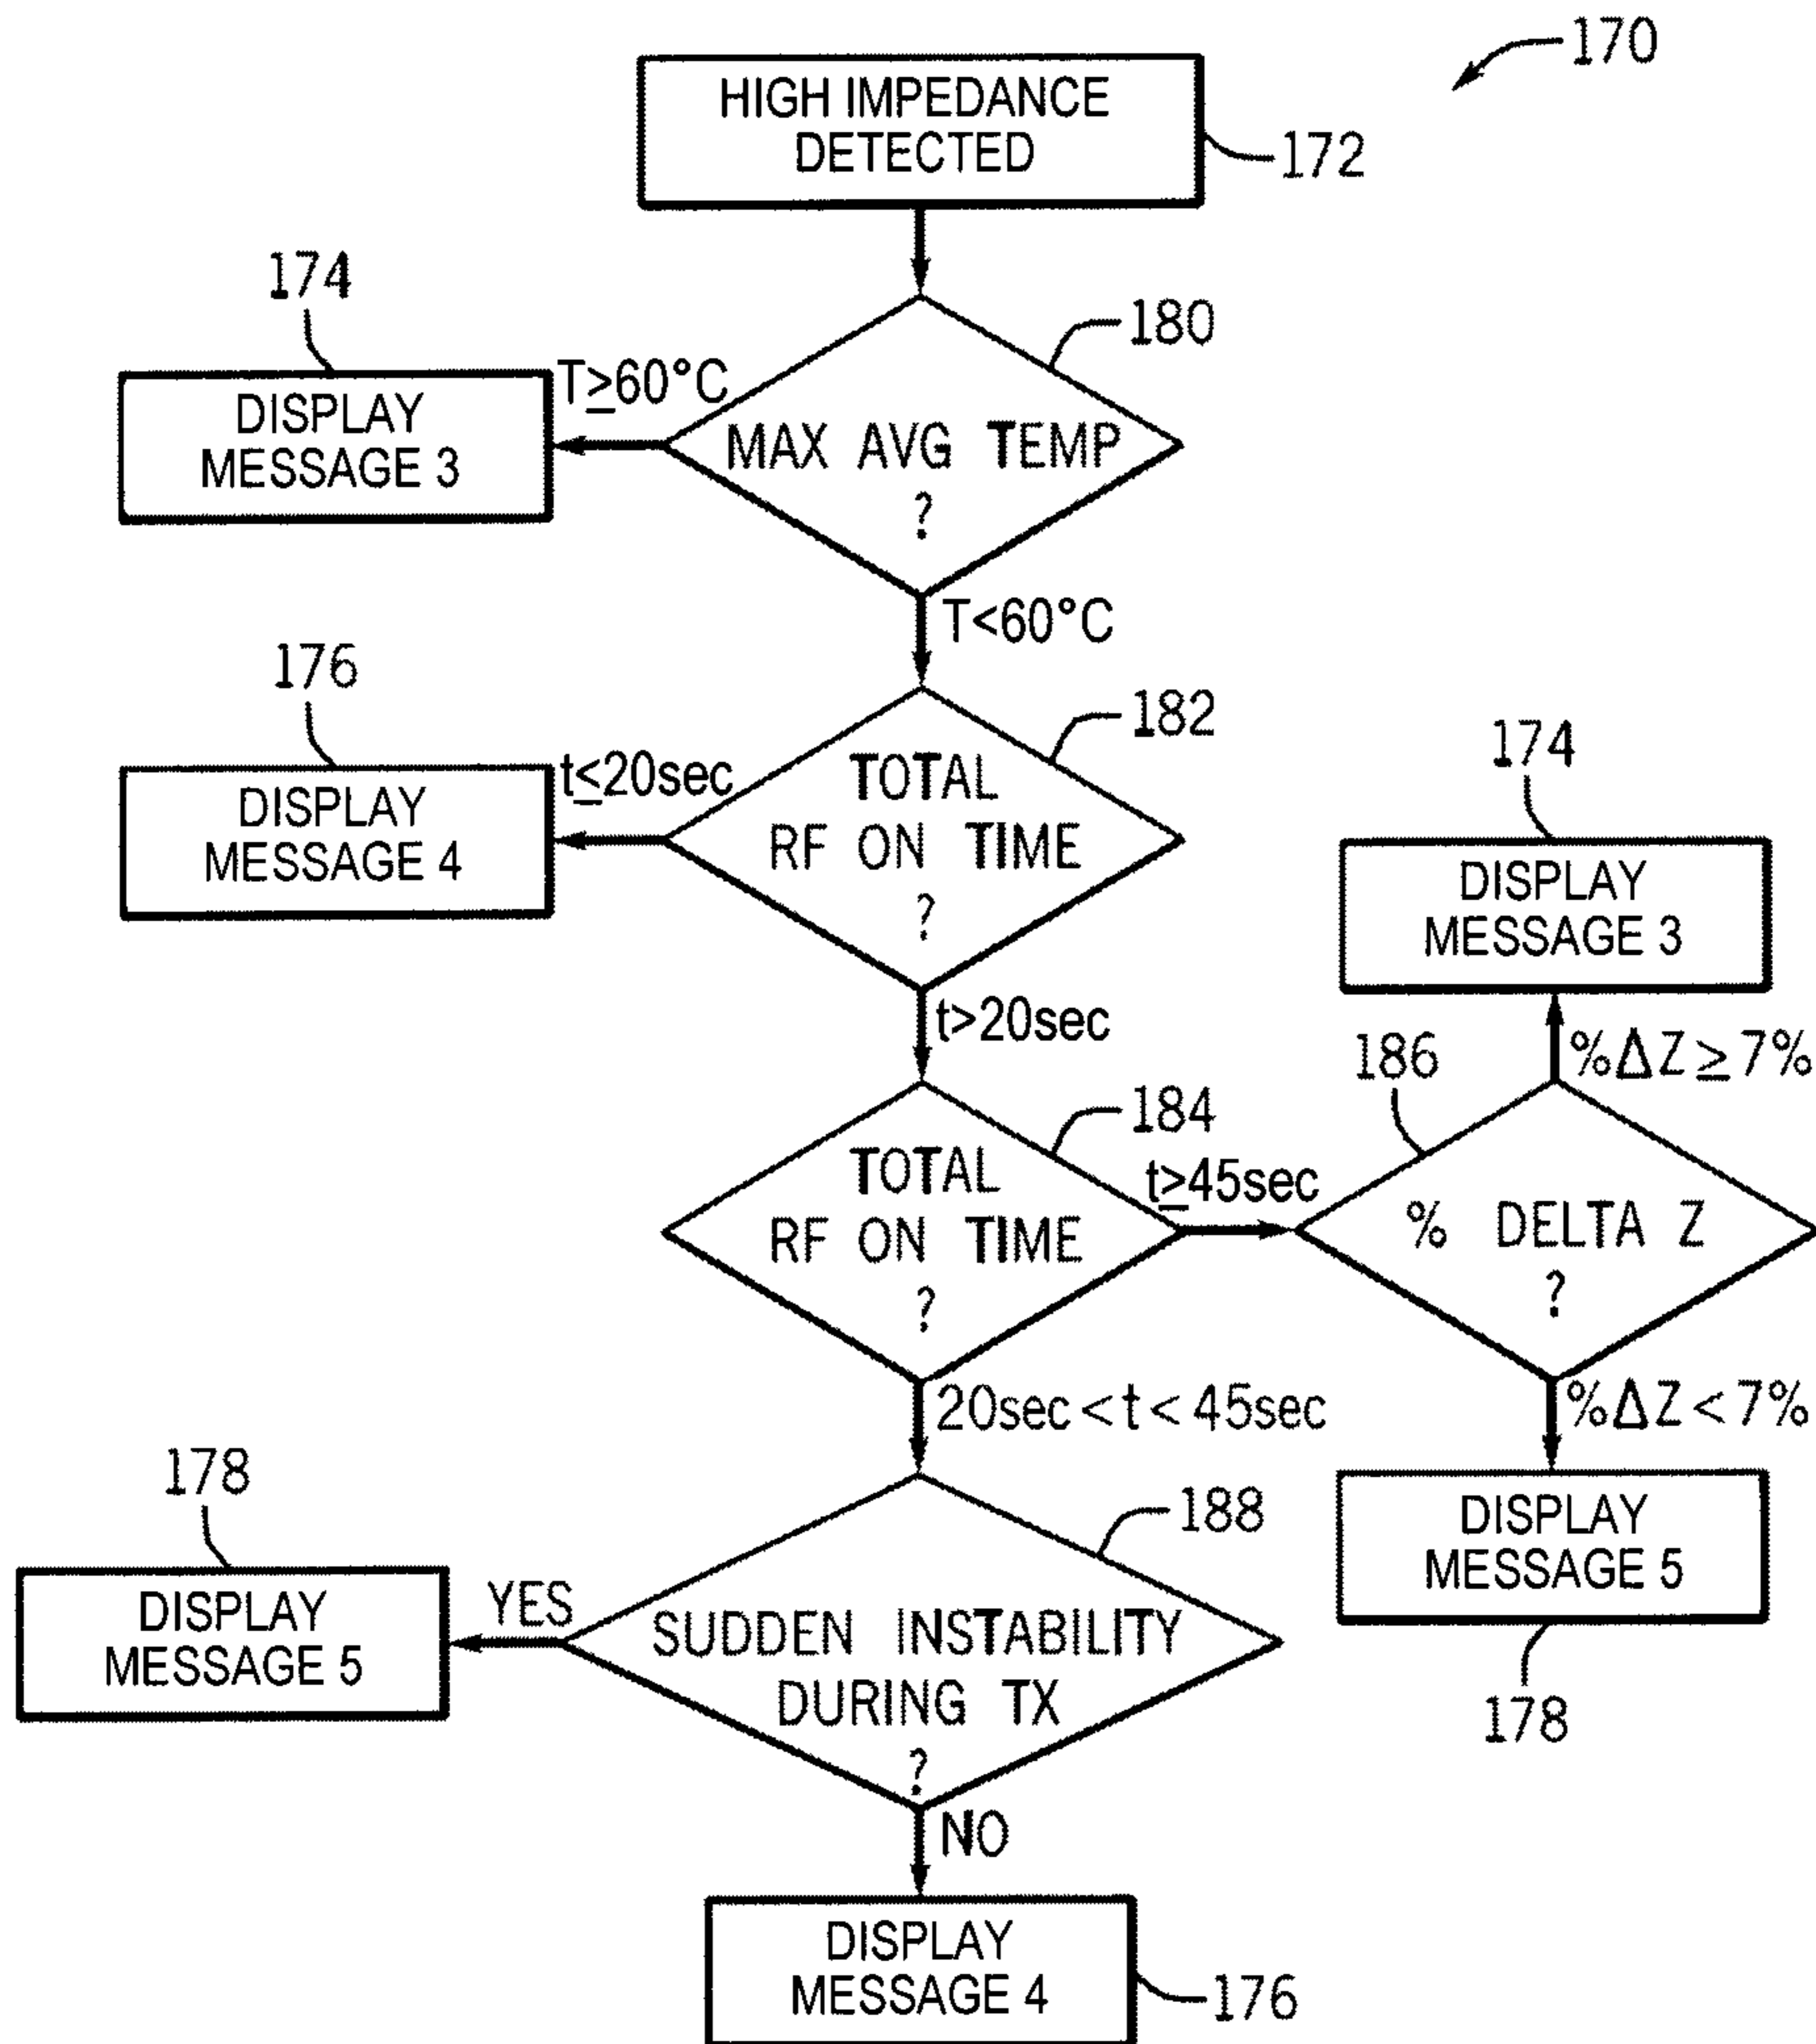 170
HIGH IMPEDANCE
DETECTED
172
174
180
T≥60°C
DISPLAY
MESSAGE 3
MAX AVG TEMP
?
T<60°C
176
182
174
t≤20sec
DISPLAY
MESSAGE 4
TOTAL
RF ON TIME
?
DISPLAY
MESSAGE 3
t>20sec
186
%ΔZ≥7%
184
TOTAL
RF ON TIME
?
t≥45sec
% DELTA Z
?
20sec<t<45sec
%ΔZ<7%
178
188
DISPLAY
MESSAGE 5
YES
SUDDEN INSTABILITY
DURING TX
?
DISPLAY
MESSAGE 5
178
NO
DISPLAY
MESSAGE 4
176